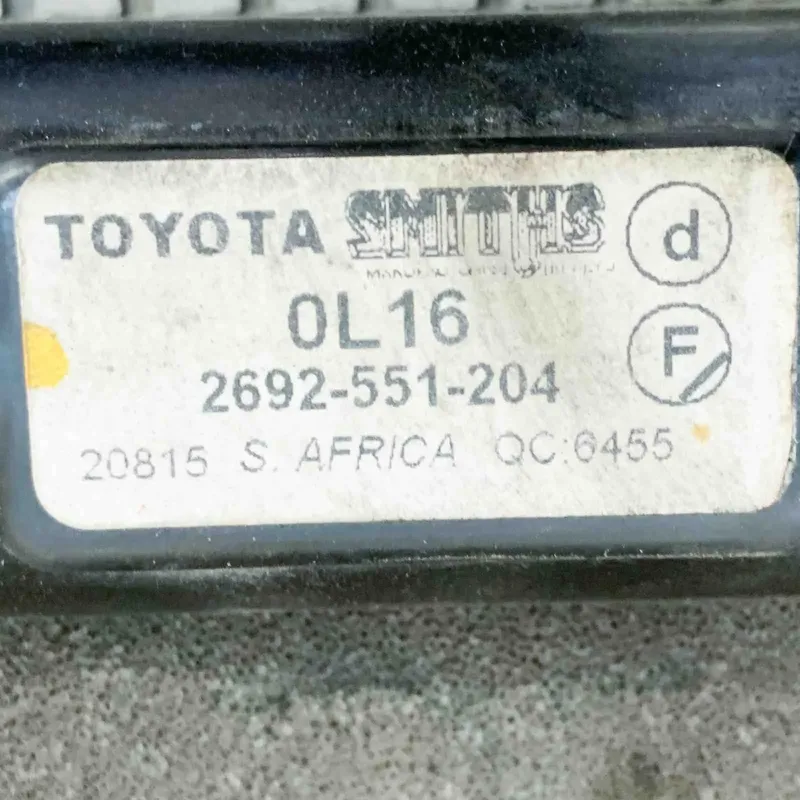 TOYOTA SMITHS d
0L16
F
2692-551-204
20815 S. AFRICA QC:6455